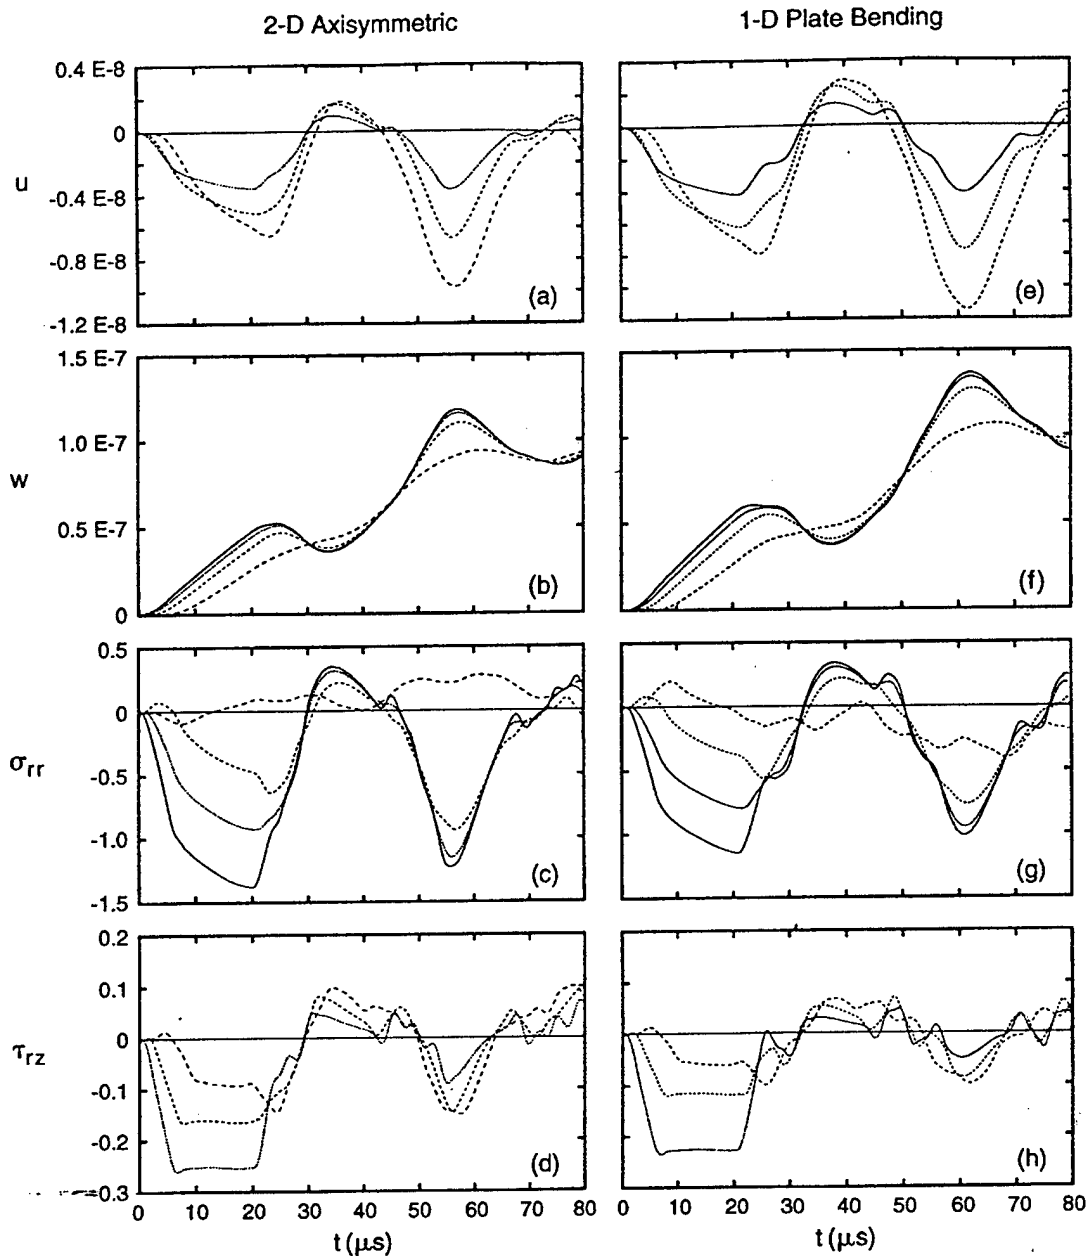 2-D Axisymmetric
1-D Plate Bending
0.4 E-8
0
-0.4 E-8
-0.8 E-8
-1.2 E-8
u
(a)
(e)
1.5 E-7
1.0 E-7
0.5 E-7
0
w
(b)
(f)
0.5
0
-0.5
-1.0
-1.5
σrr
(c)
(g)
0.2
0.1
0
-0.1
-0.2
-0.3
τrz
(d)
(h)
0 10 20 30 40 50 60 70 80
0 10 20 30 40 50 60 70 80
t (μs)
t (μs)